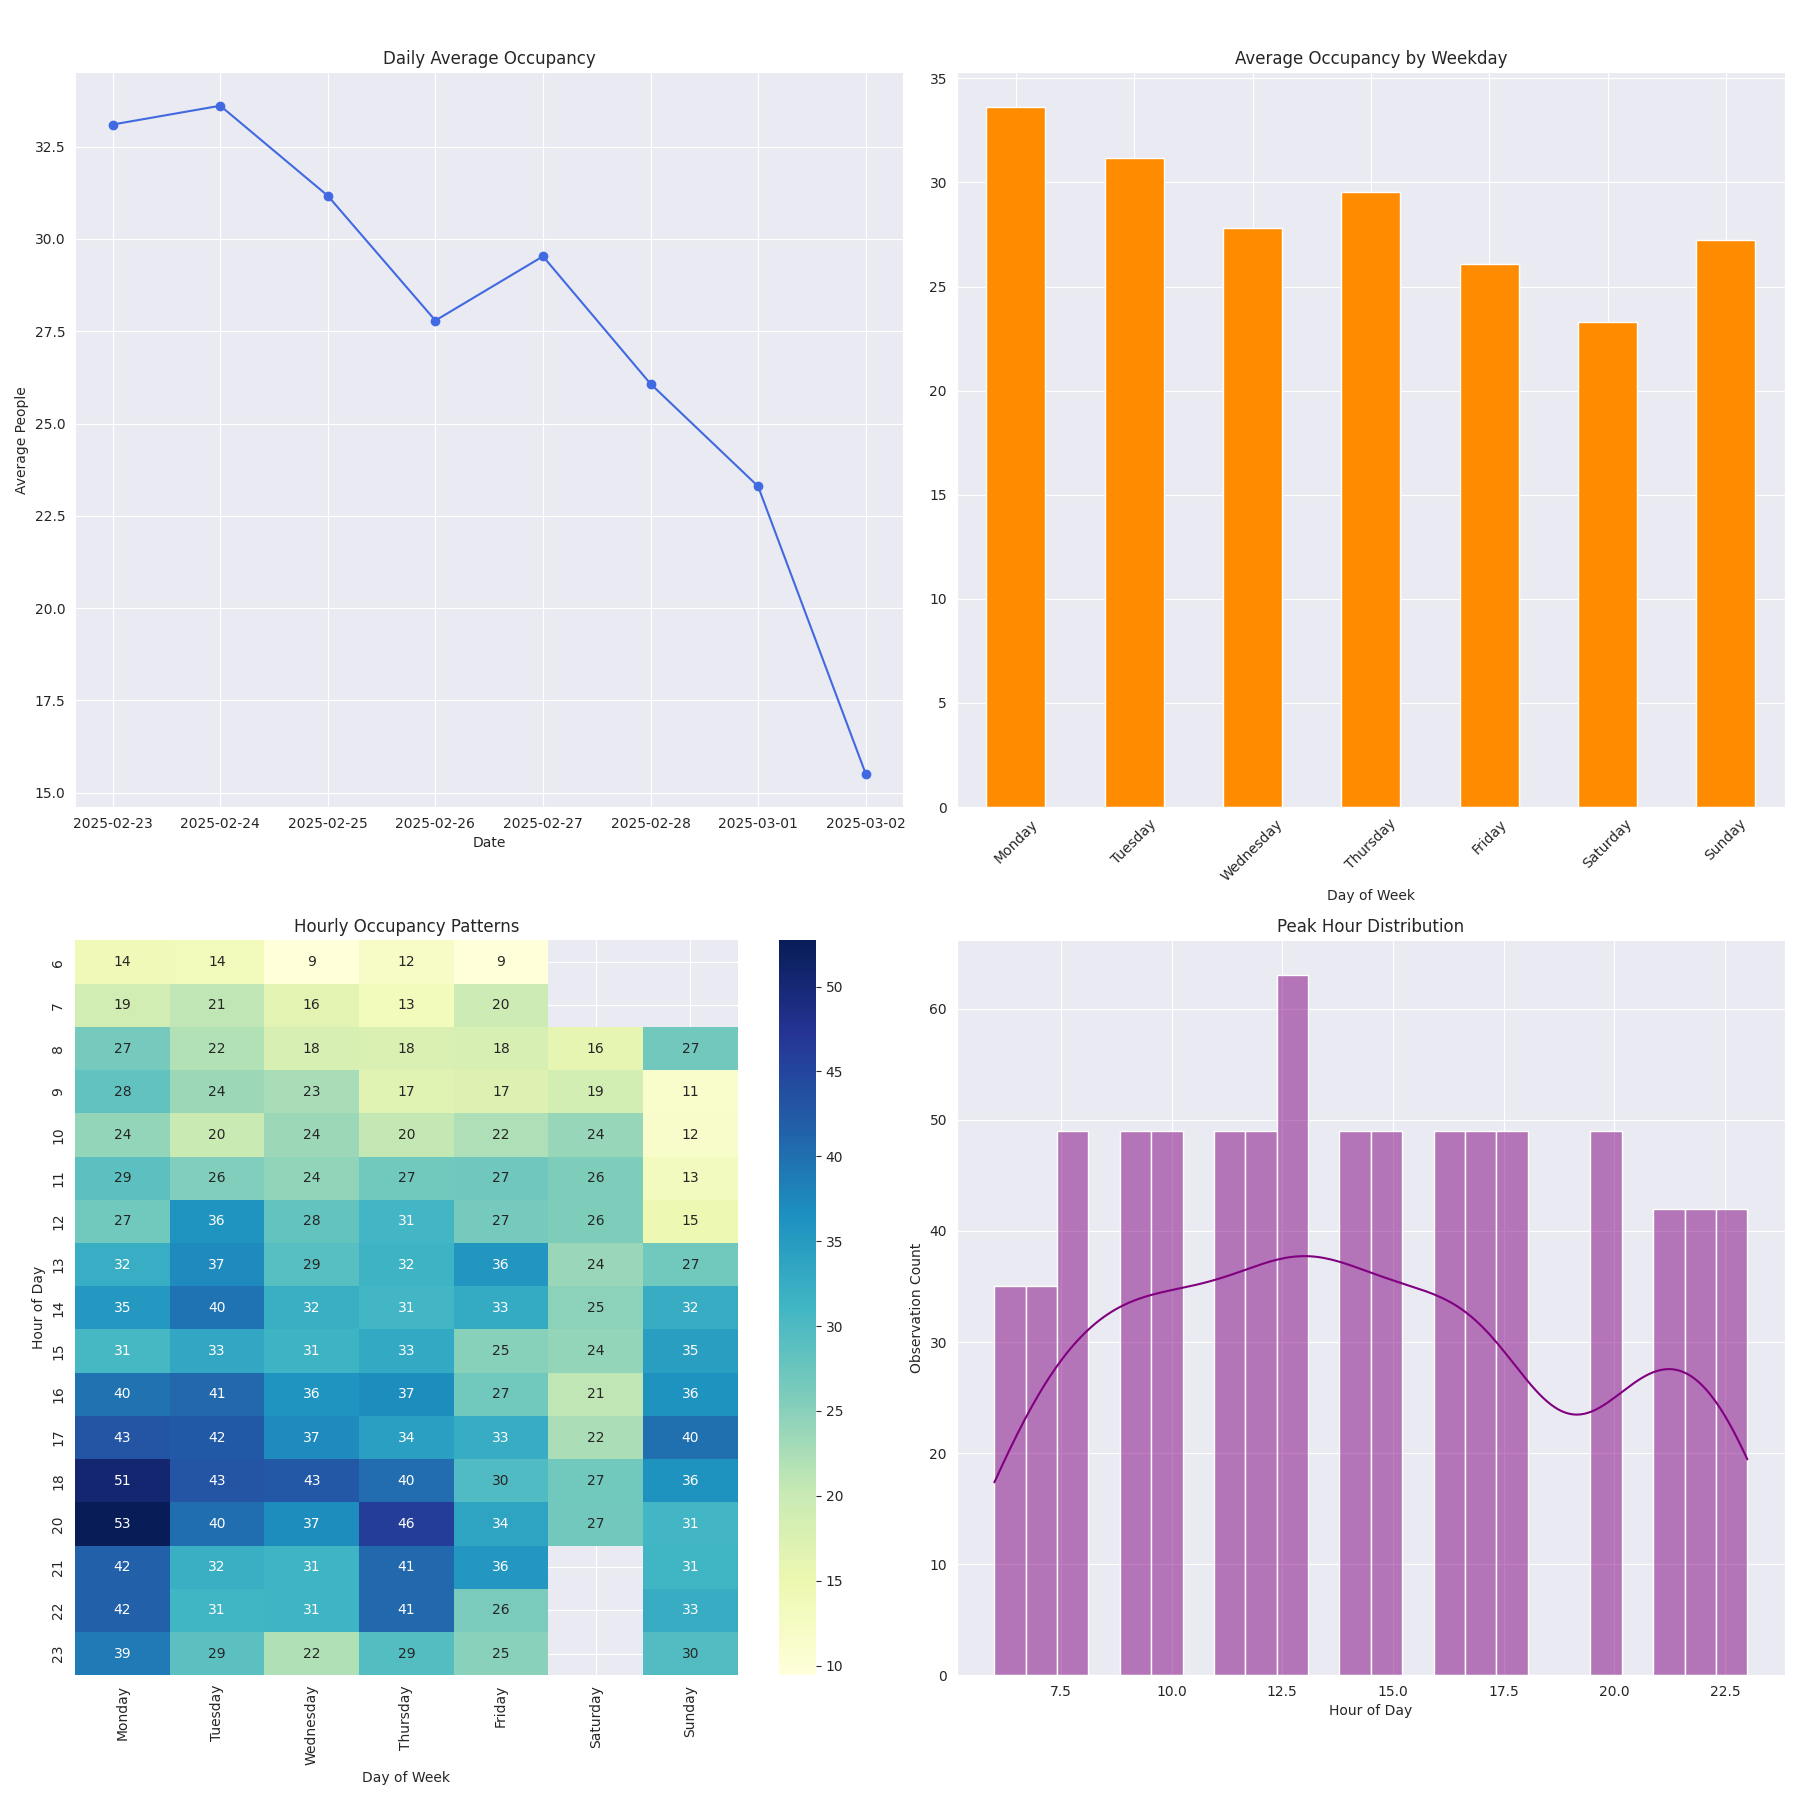 Daily Average Occupancy
32.5
30.0
27.5
25.0
22.5
20.0
17.5
15.0
Average People
2025-02-23 2025-02-24 2025-02-25 2025-02-26 2025-02-27 2025-02-28 2025-03-01 2025-03-02
Date
Average Occupancy by Weekday
35
30
25
20
15
10
5
0
Monday Tuesday Wednesday Thursday Friday Saturday Sunday
Day of Week
Hourly Occupancy Patterns
Hour of Day
6 14 14 9 12 9
7 19 21 16 13 20
8 27 22 18 18 18 16 27
9 28 24 23 17 17 19 11
10 24 20 24 20 22 24 12
11 29 26 24 27 27 26 13
12 27 36 28 31 27 26 15
13 32 37 29 32 36 24 27
14 35 40 32 31 33 25 32
15 31 33 31 33 25 24 35
16 40 41 36 37 27 21 36
17 43 42 37 34 33 22 40
18 51 43 43 40 30 27 36
20 53 40 37 46 34 27 31
21 42 32 31 41 36 31
22 42 31 31 41 26 33
23 39 29 22 29 25 30
Monday Tuesday Wednesday Thursday Friday Saturday Sunday
Day of Week
50
45
40
35
30
25
20
15
10
Peak Hour Distribution
60
50
40
30
20
10
0
Observation Count
7.5 10.0 12.5 15.0 17.5 20.0 22.5
Hour of Day